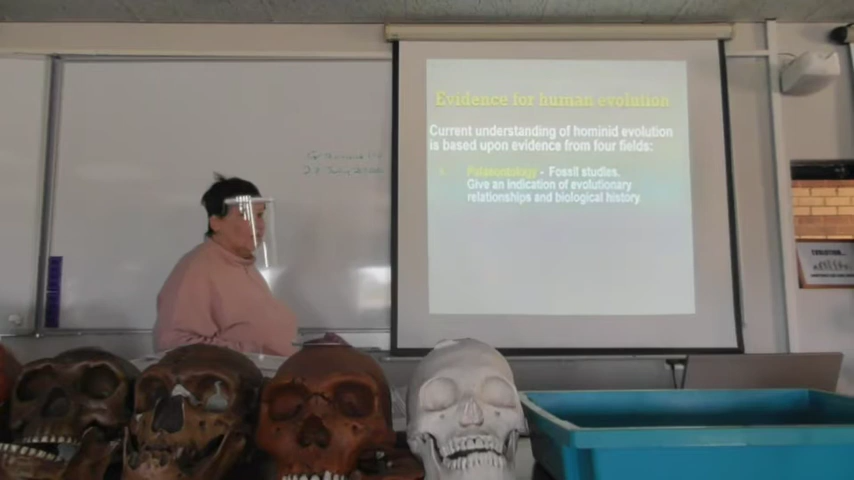 Evidence for human evolution
Current understanding of hominid evolution
is based upon evidence from four fields:
Palaeontology - Fossil studies.
Give an indication of evolutionary
relationships and biological history.
EVOLUTION...